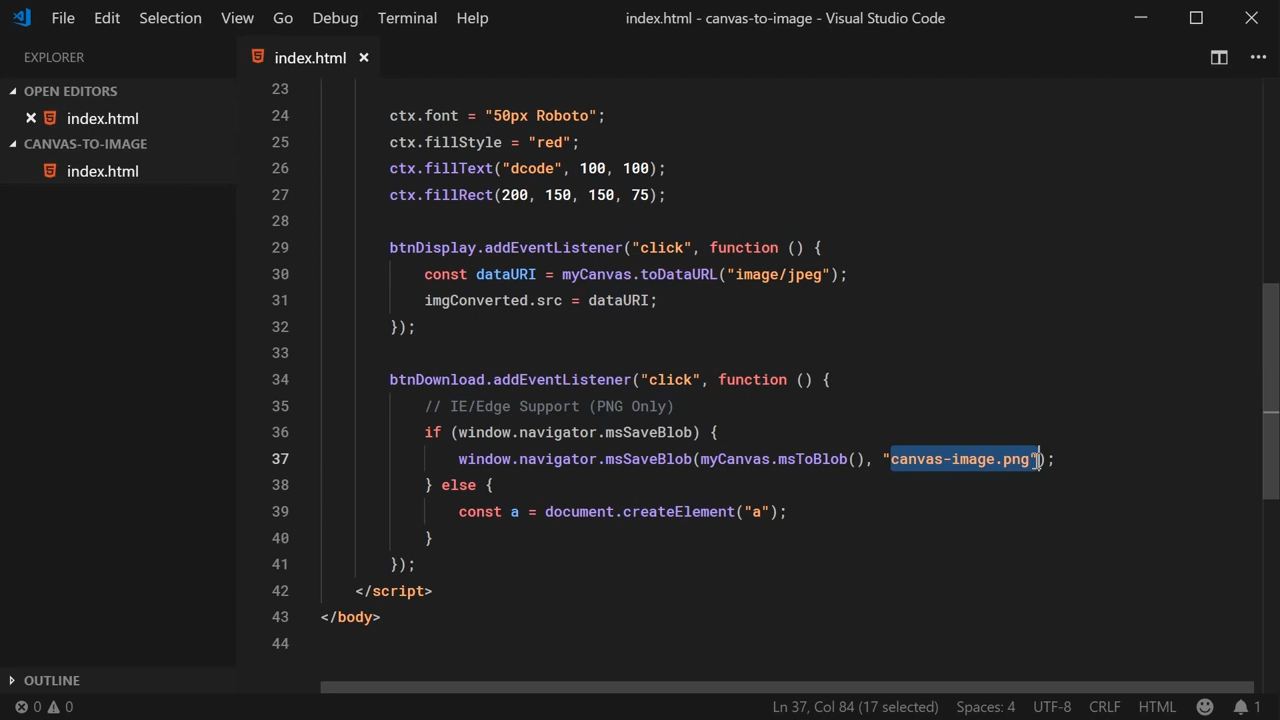 File Edit Selection View Go Debug Terminal Help
index.html - canvas-to-image - Visual Studio Code
EXPLORER
index.html
OPEN EDITORS
index.html
CANVAS-TO-IMAGE
index.html
23
24 ctx.font = "50px Roboto";
25 ctx.fillStyle = "red";
26 ctx.fillText("dcode", 100, 100);
27 ctx.fillRect(200, 150, 150, 75);
28
29 btnDisplay.addEventListener("click", function () {
30 const dataURI = myCanvas.toDataURL("image/jpeg");
31 imgConverted.src = dataURI;
32 });
33
34 btnDownload.addEventListener("click", function () {
35 // IE/Edge Support (PNG Only)
36 if (window.navigator.msSaveBlob) {
37 window.navigator.msSaveBlob(myCanvas.msToBlob(), "canvas-image.png");
38 } else {
39 const a = document.createElement("a");
40 }
41 });
42 </script>
43 </body>
44
OUTLINE
0 0
Ln 37, Col 84 (17 selected) Spaces: 4 UTF-8 CRLF HTML 1